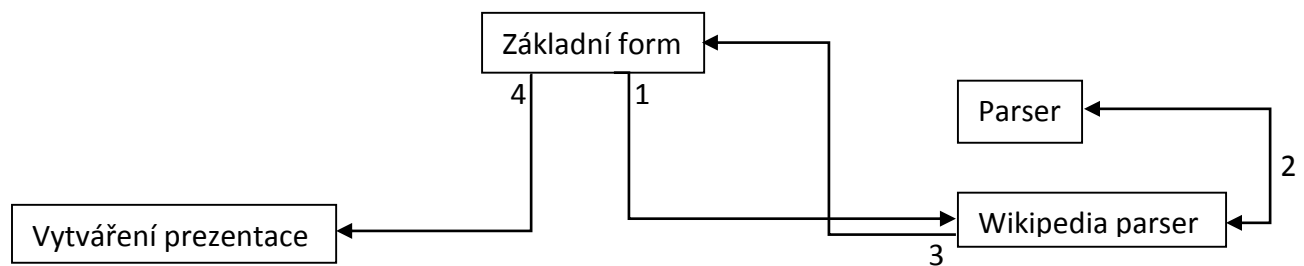 Základní form
4
1
Parser
2
Vytváření prezentace
Wikipedia parser
3